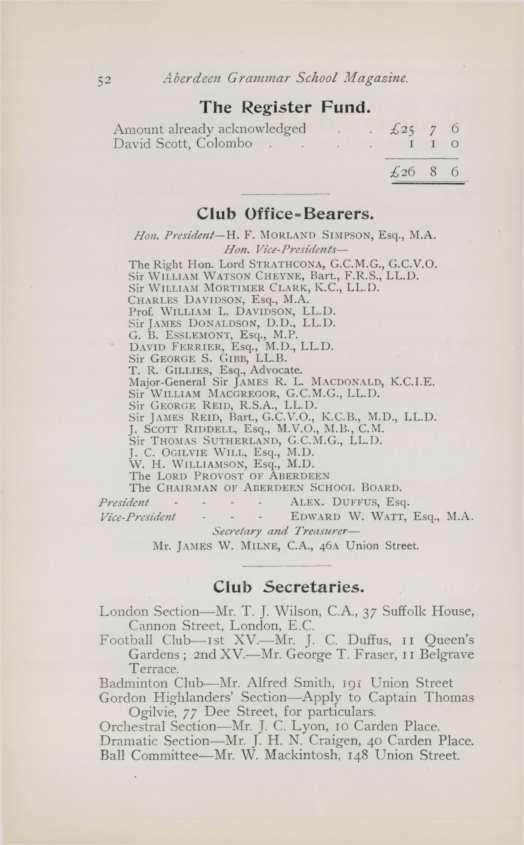 52 Aberdeen Grammar School Magazine.
The Register Fund.
Amount already acknowledged . . £25 7 6
David Scott, Colombo . . . . 1 1 0
£26 8 6
Club Office-Bearers.
Hon. President—H. F. MORLAND SIMPSON, Esq., M.A.
Hon. Vice-Presidents—
The Right Hon. Lord STRATHCONA, G.C.M.G., G.C.V.O.
Sir WILLIAM WATSON CHEYNE, Bart., F.R.S., LL.D.
Sir WILLIAM MORTIMER CLARK, K.C., LL.D.
CHARLES DAVIDSON, Esq., M.A.
Prof. WILLIAM L. DAVIDSON, LL.D.
Sir JAMES DONALDSON, D.D., LL.D.
G. B. ESSLEMONT, Esq., M.P.
DAVID FERRIER, Esq., M.D., LL.D.
Sir GEORGE S. GIBB, LL.B.
T. R. GILLIES, Esq., Advocate.
Major-General Sir JAMES R. L. MACDONALD, K.C.I.E.
Sir WILLIAM MACGREGOR, G.C.M.G., LL.D.
Sir GEORGE REID, R.S.A., LL.D.
Sir JAMES REID, Bart., G.C.V.O., K.C.B., M.D., LL.D.
J. SCOTT RIDDELL, Esq., M.V.O., M.B., C.M.
Sir THOMAS SUTHERLAND, G.C.M.G., LL.D.
J. C. OGILVIE WILL, Esq., M.D.
W. H. WILLIAMSON, Esq., M.D.
The LORD PROVOST OF ABERDEEN
The CHAIRMAN OF ABERDEEN SCHOOL BOARD.
President - - - - ALEX. DUFFUS, Esq.
Vice-President - - - EDWARD W. WATT, Esq., M.A.
Secretary and Treasurer—
Mr. JAMES W. MILNE, C.A., 46A Union Street.
Club Secretaries.
London Section—Mr. T. J. Wilson, C.A., 37 Suffolk House,
Cannon Street, London, E.C.
Football Club—1st XV.—Mr. J. C. Duffus, 11 Queen's
Gardens; 2nd XV.—Mr. George T. Fraser, 11 Belgrave
Terrace.
Badminton Club—Mr. Alfred Smith, 191 Union Street
Gordon Highlanders' Section—Apply to Captain Thomas
Ogilvie, 77 Dee Street, for particulars.
Orchestral Section—Mr. J. C. Lyon, 10 Carden Place.
Dramatic Section—Mr. J. H. N. Craigen, 40 Carden Place.
Ball Committee—Mr. W. Mackintosh, 148 Union Street.